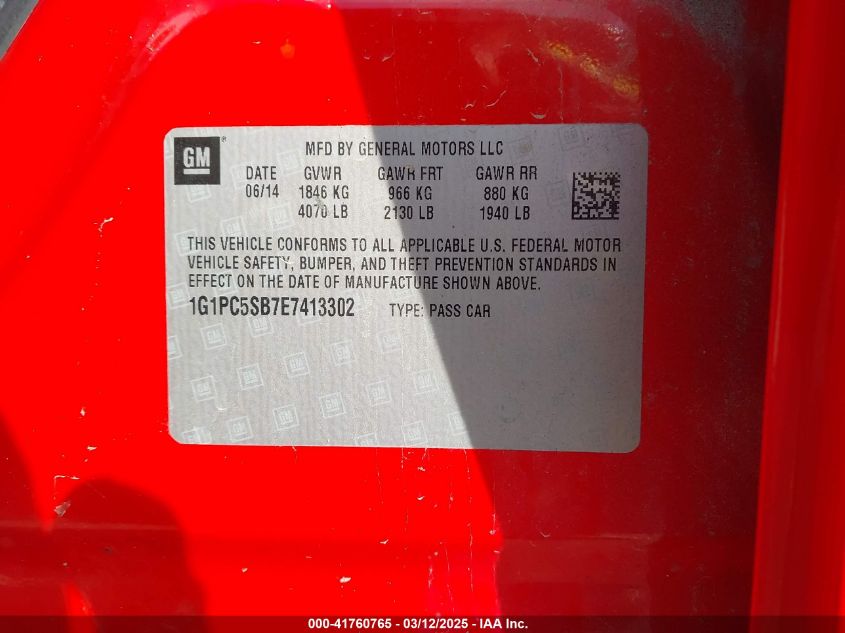 GM ®
MFD BY GENERAL MOTORS LLC
DATE GVWR GAWR FRT GAWR RR
06/14 1846 KG 966 KG 880 KG
4070 LB 2130 LB 1940 LB
THIS VEHICLE CONFORMS TO ALL APPLICABLE U.S. FEDERAL MOTOR
VEHICLE SAFETY, BUMPER, AND THEFT PREVENTION STANDARDS IN
EFFECT ON THE DATE OF MANUFACTURE SHOWN ABOVE.
1G1PC5SB7E7413302 TYPE: PASS CAR
000-41760765 - 03/12/2025 - IAA Inc.